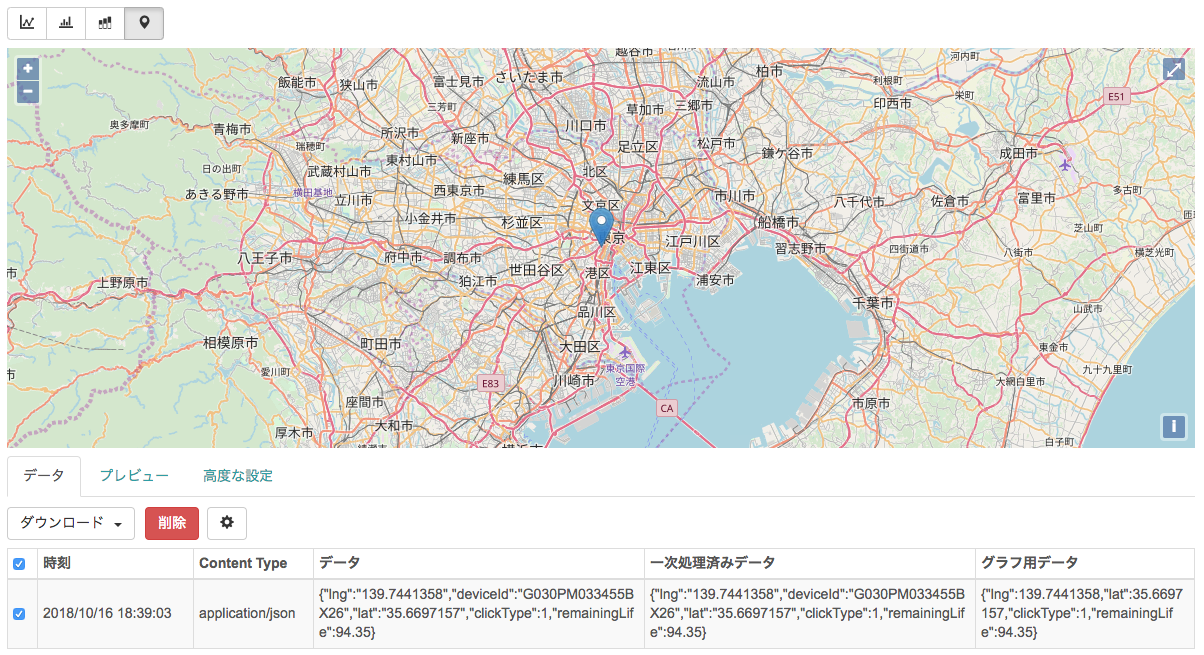 越谷市
河内町
飯能市
狭山市
富士見市
さいたま市
流山市
柏市
利根町
栄町
E51
印西市
奥多摩町
青梅市
三芳町
所沢市
新座市
川口市
草加市
三郷市
足立区
松戸市
鎌ケ谷市
成田市
瑞穂町
日の出町
武蔵村山市
東村山市
練馬区
北区
あきる野市
横田基地
立川市
西東京市
文京区
市川市
船橋市
八千代市
佐倉市
富里市
多古町
小金井市
杉並区
東京
江戸川区
習志野市
四街道市
八街市
芝山町
横芝光町
八王子市
府中市
調布市
世田谷区
港区
江東区
浦安市
市
上野原市
狛江市
品川区
千葉市
山武市
相模原市
町田市
大田区
東京国際
空港
東金市
市
愛川町
E83
川崎市
CA
九十九里町
大網白里市
座間市
市原市
厚木市
大和市
綾瀬市
横浜市
白子町
i
データ
プレビュー
高度な設定
ダウンロード
削除
時刻 Content Type データ 一次処理済みデータ グラフ用データ
2018/10/16 18:39:03
application/json
{"lng":"139.7441358","deviceId":"G030PM033455B
X26","lat":"35.6697157","clickType":1,"remainingLif
e":94.35}
{"lng":"139.7441358","deviceId":"G030PM033455B
X26","lat":"35.6697157","clickType":1,"remainingLif
e":94.35}
{"lng":139.7441358,"lat":35.6697
157,"clickType":1,"remainingLif
e":94.35}